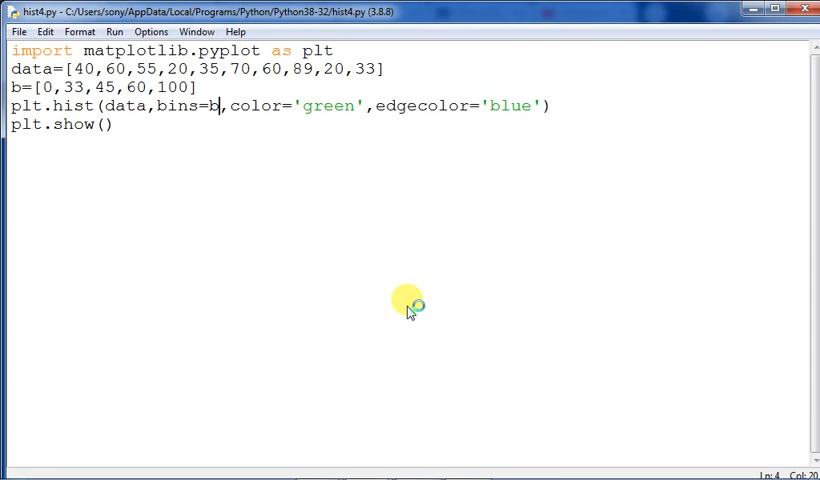 hist4.py - C:/Users/sony/AppData/Local/Programs/Python/Python38-32/hist4.py (3.8.8)
File Edit Format Run Options Window Help
import matplotlib.pyplot as plt
data=[40,60,55,20,35,70,60,89,20,33]
b=[0,33,45,60,100]
plt.hist(data,bins=b,color='green',edgecolor='blue')
plt.show()
Ln: 4 Col: 20